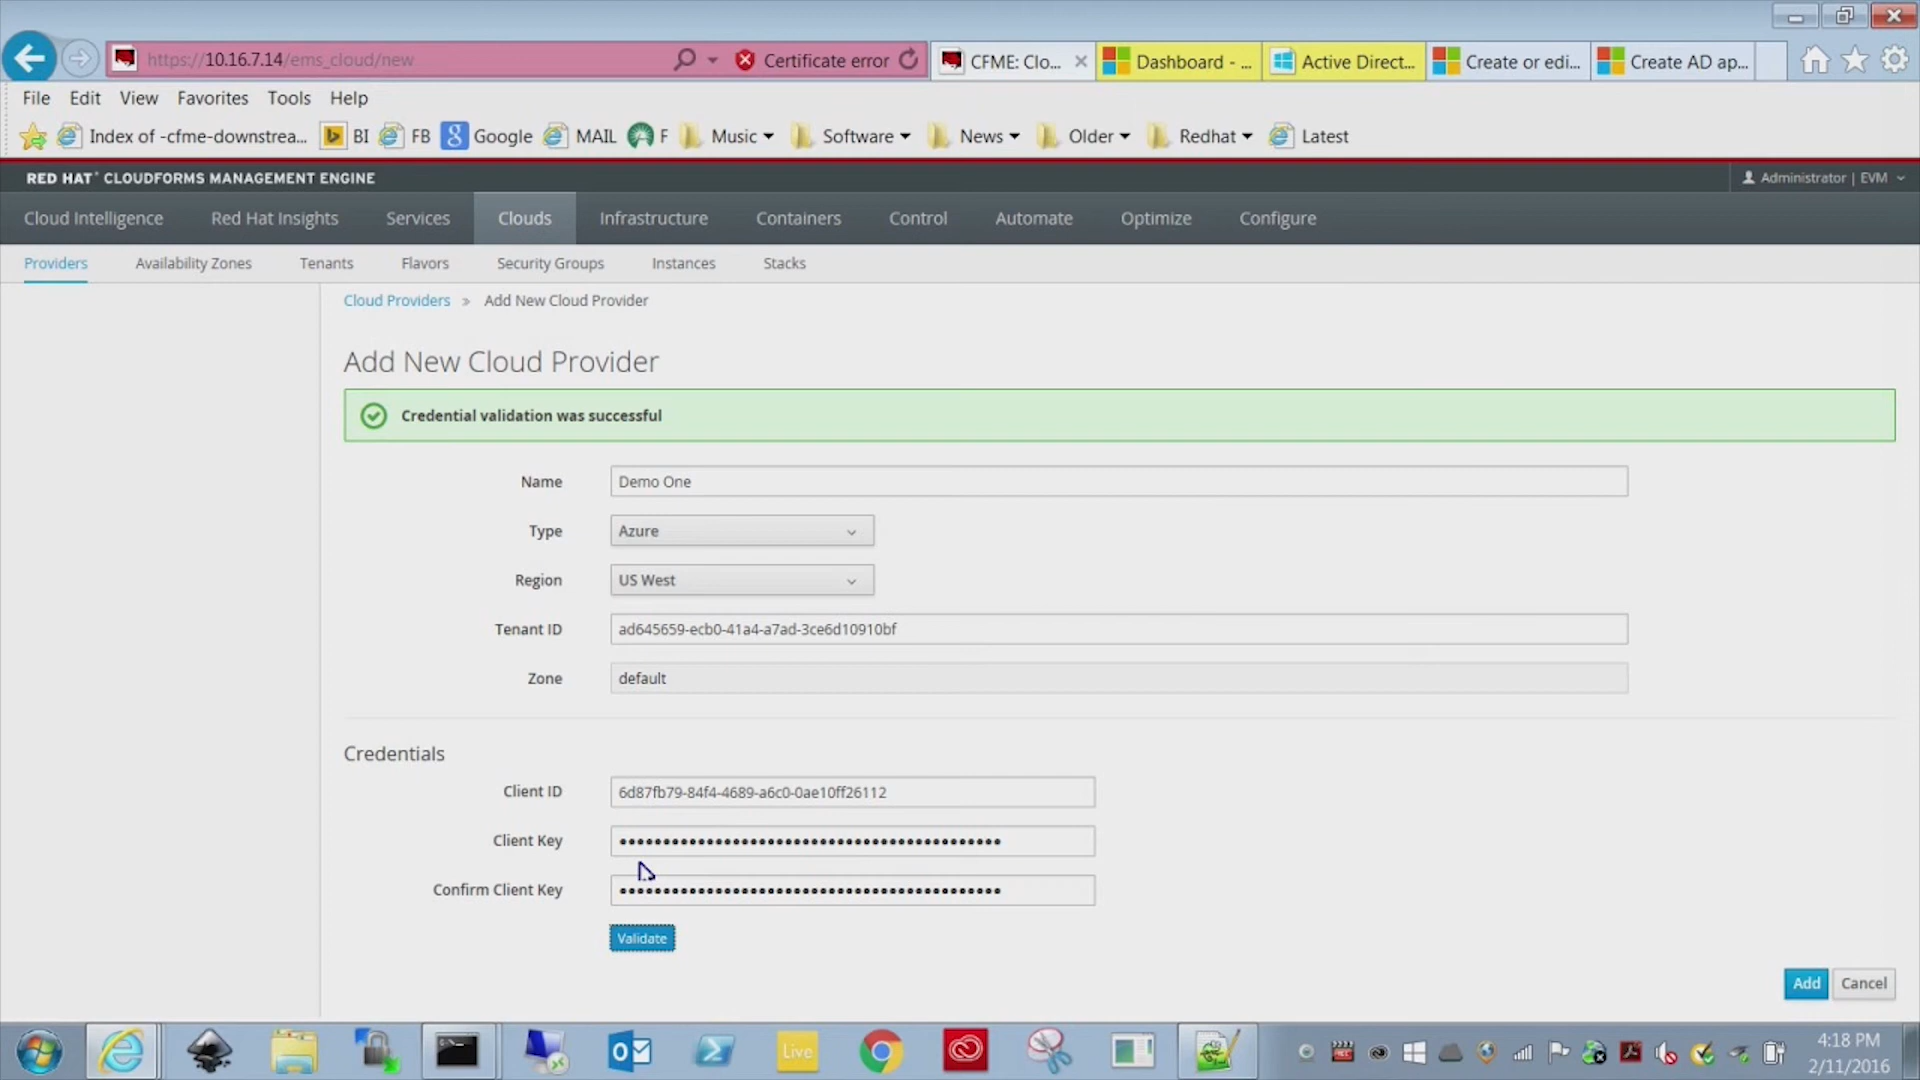 https://10.16.7.14/ems_cloud/new
Certificate error
CFME: Clo...
Dashboard - ...
Active Direct...
Create or edi...
Create AD ap...
File Edit View Favorites Tools Help
Index of -cfme-downstrea... BI FB Google MAIL F Music Software News Older Redhat Latest
RED HAT® CLOUDFORMS MANAGEMENT ENGINE
Administrator | EVM
Cloud Intelligence Red Hat Insights Services Clouds Infrastructure Containers Control Automate Optimize Configure
Providers Availability Zones Tenants Flavors Security Groups Instances Stacks
Cloud Providers » Add New Cloud Provider
Add New Cloud Provider
Credential validation was successful
Name Demo One
Type Azure
Region US West
Tenant ID ad645659-ecb0-41a4-a7ad-3ce6d10910bf
Zone default
Credentials
Client ID 6d87fb79-84f4-4689-a6c0-0ae10ff26112
Client Key
Confirm Client Key
Validate
Add Cancel
Live
4:18 PM
2/11/2016